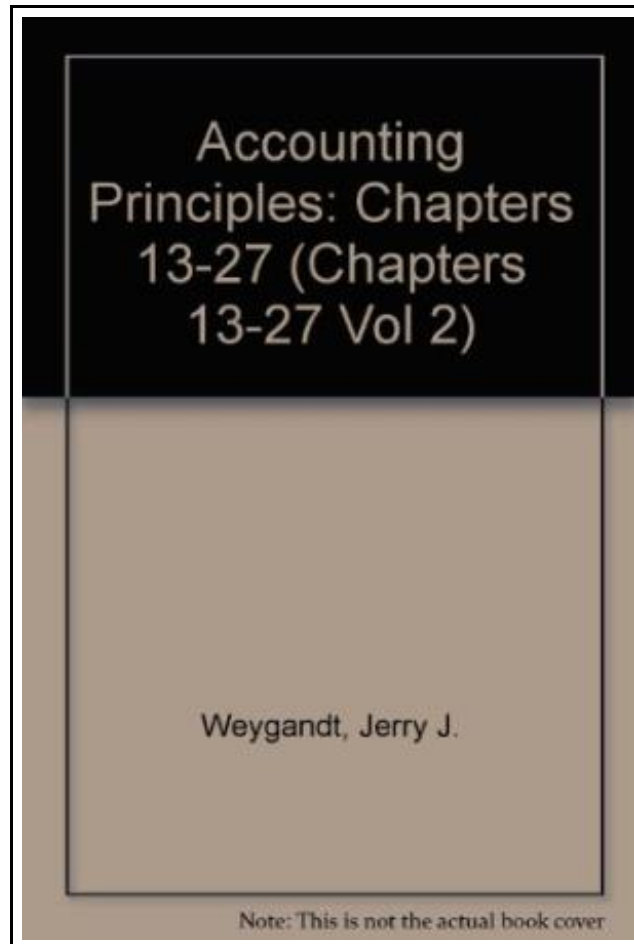 Accounting
Principles: Chapters
13-27 (Chapters
13-27 Vol 2)
Weygandt, Jerry J.
Note: This is not the actual book cover